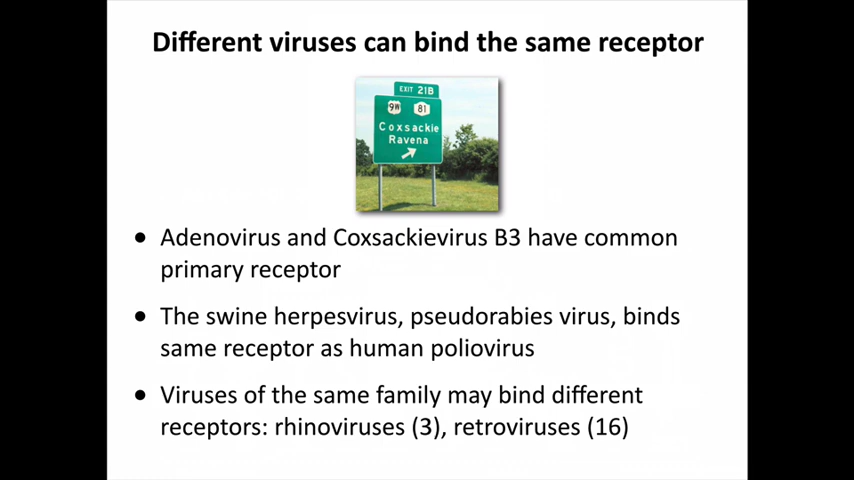 Different viruses can bind the same receptor
EXIT 21B
9W 81
Coxsackie
Ravena
● Adenovirus and Coxsackievirus B3 have common
primary receptor
● The swine herpesvirus, pseudorabies virus, binds
same receptor as human poliovirus
● Viruses of the same family may bind different
receptors: rhinoviruses (3), retroviruses (16)